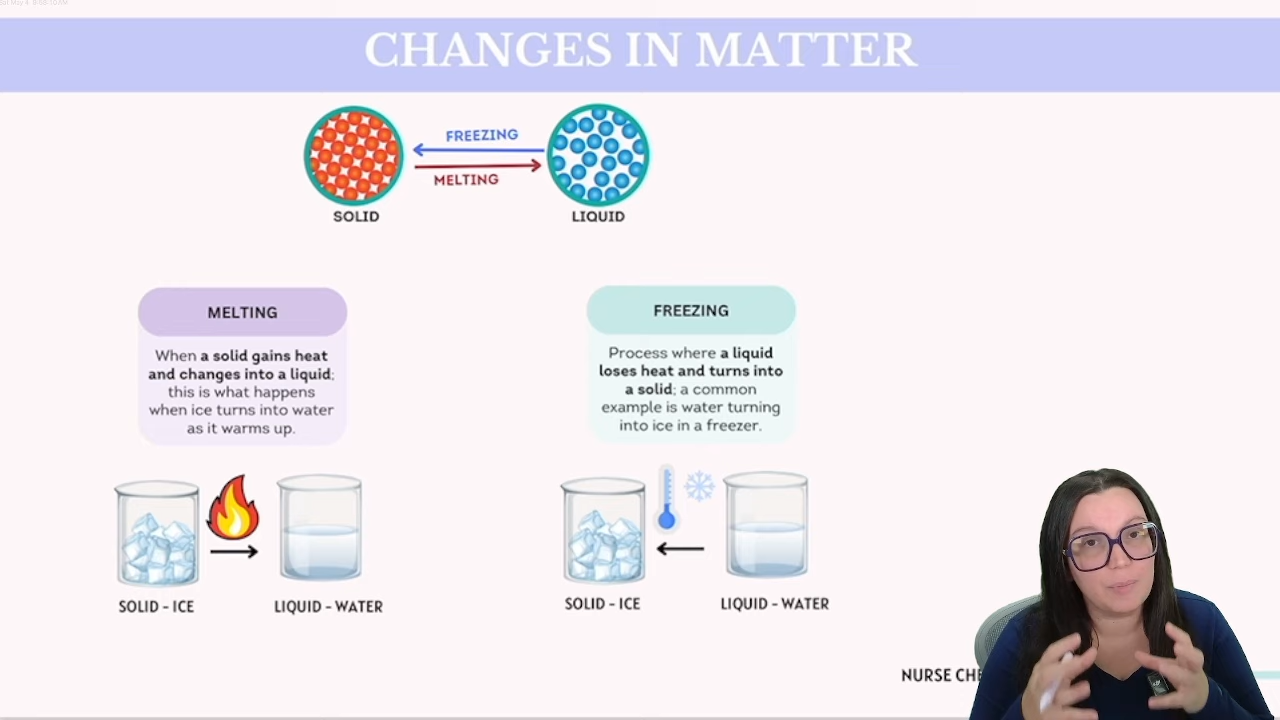 CHANGES IN MATTER
FREEZING
MELTING
SOLID
LIQUID
MELTING
When a solid gains heat
and changes into a liquid;
this is what happens
when ice turns into water
as it warms up.
FREEZING
Process where a liquid
loses heat and turns into
a solid; a common
example is water turning
into ice in a freezer.
SOLID - ICE
LIQUID - WATER
SOLID - ICE
LIQUID - WATER
NURSE